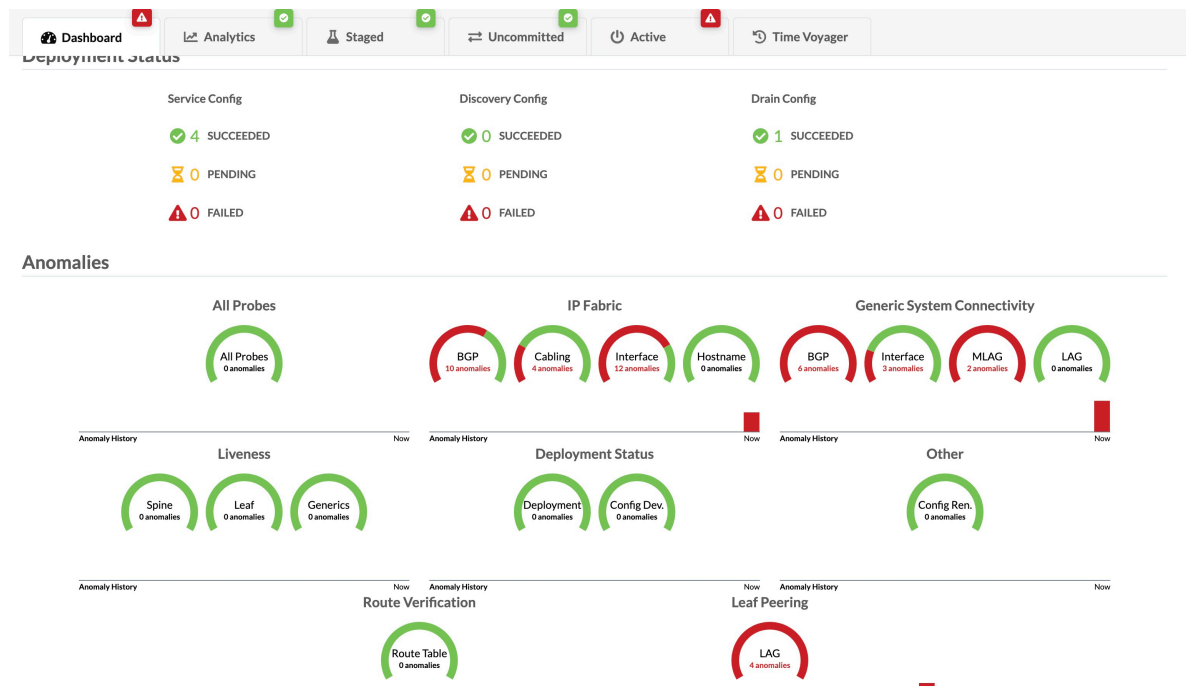 Dashboard
Analytics
Staged
Uncommitted
Active
Time Voyager
Deployment Status
Service Config
Discovery Config
Drain Config
4 SUCCEEDED
0 SUCCEEDED
1 SUCCEEDED
0 PENDING
0 PENDING
0 PENDING
0 FAILED
0 FAILED
0 FAILED
Anomalies
All Probes
All Probes
0 anomalies
Anomaly History
Now
IP Fabric
BGP
10 anomalies
Cabling
4 anomalies
Interface
12 anomalies
Hostname
0 anomalies
Anomaly History
Now
Generic System Connectivity
BGP
6 anomalies
Interface
3 anomalies
MLAG
2 anomalies
LAG
0 anomalies
Anomaly History
Now
Liveness
Spine
0 anomalies
Leaf
0 anomalies
Generics
0 anomalies
Anomaly History
Now
Deployment Status
Deployment
0 anomalies
Config Dev.
0 anomalies
Anomaly History
Now
Other
Config Ren.
0 anomalies
Anomaly History
Now
Route Verification
Route Table
0 anomalies
Leaf Peering
LAG
4 anomalies